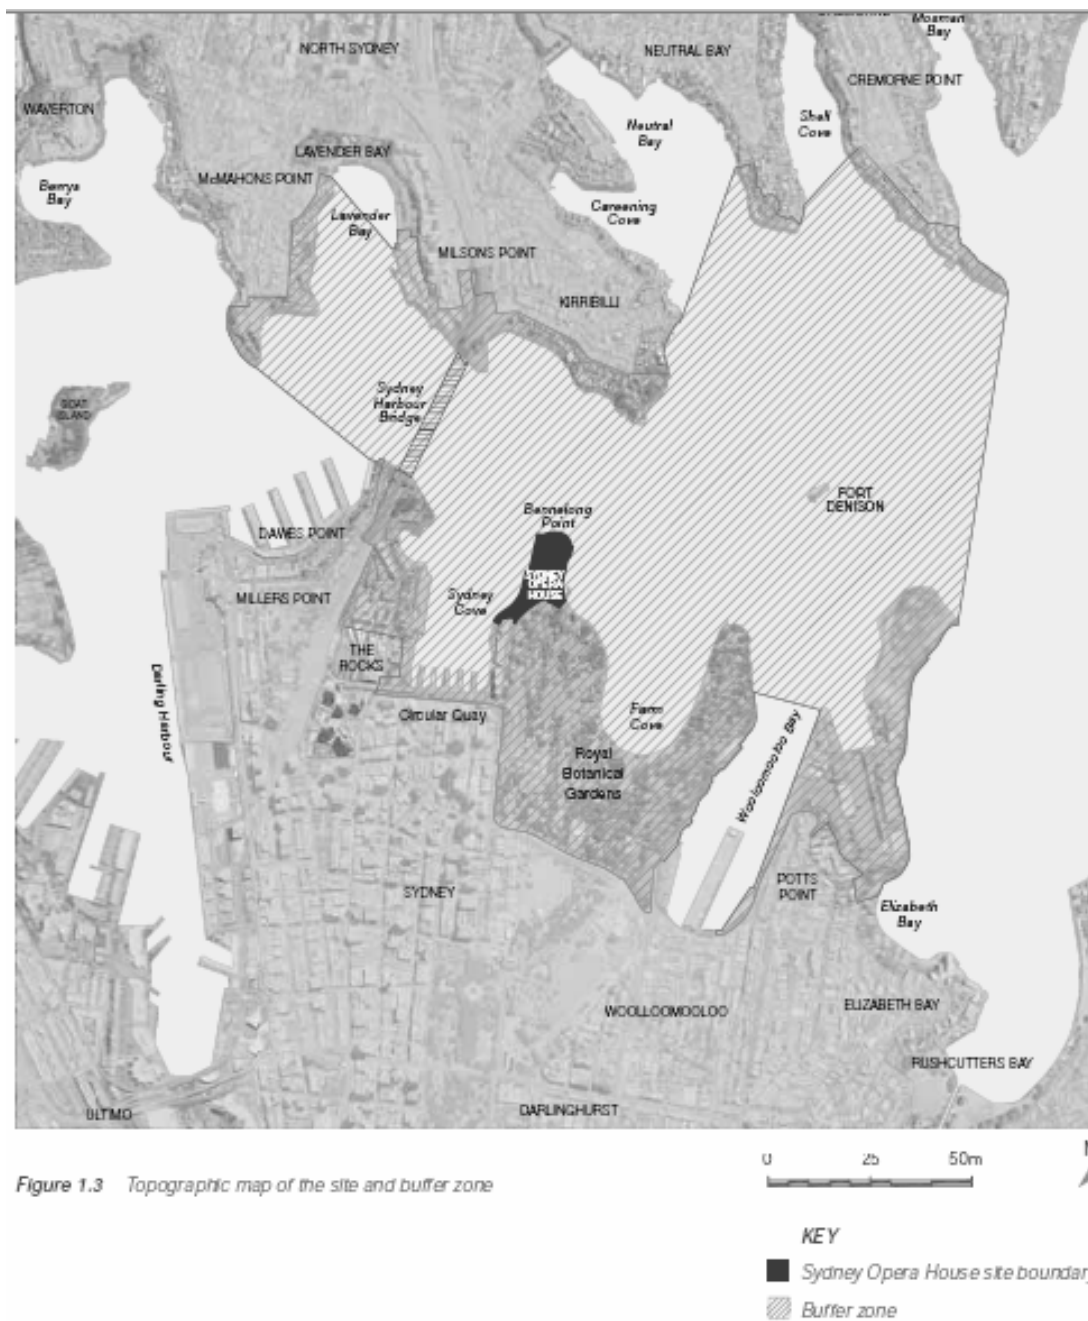 Mosman
Bay
NORTH SYDNEY
NEUTRAL BAY
CREMORNE POINT
WAVERTON
Neutral
Bay
Shell
Cove
LAVENDER BAY
McMAHONS POINT
Berrys
Bay
Lavender
Bay
Careening
Cove
MILSONS POINT
KIRRIBILLI
Sydney
Harbour
Bridge
GOAT
ISLAND
FORT
DENISON
Bennelong
Point
DAWES POINT
SYDNEY
OPERA
HOUSE
MILLERS POINT
Sydney
Cove
THE
ROCKS
Darling Harbour
Circular Quay
Farm
Cove
Woolloomooloo Bay
Royal
Botanical
Gardens
SYDNEY
POTTS
POINT
Elizabeth
Bay
WOOLLOOMOOLOO
ELIZABETH BAY
RUSHCUTTERS BAY
ULTIMO
DARLINGHURST
Figure 1.3 Topographic map of the site and buffer zone
0 25 50m
KEY
Sydney Opera House site boundary
Buffer zone